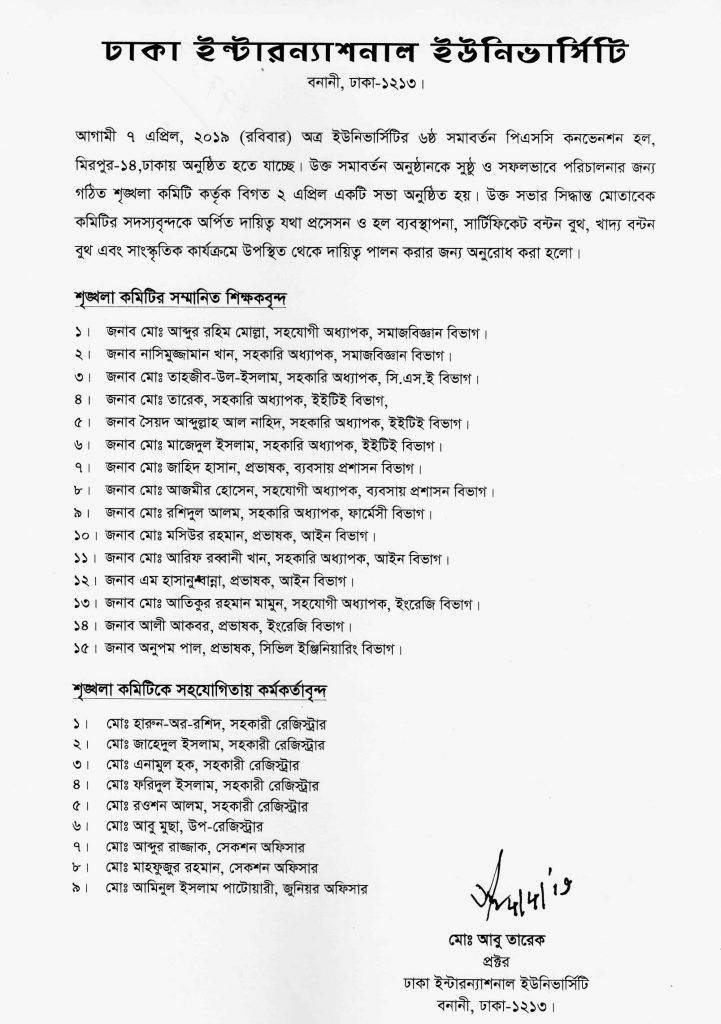 ঢাকা ইন্টারন্যাশনাল ইউনিভার্সিটি
বনানী, ঢাকা-১২১৩।
আগামী ৭ এপ্রিল, ২০১৯ (রবিবার) অত্র ইউনিভার্সিটির ৬ষ্ঠ সমাবর্তন পিএসসি কনভেনশন হল,
মিরপুর-১৪,ঢাকায় অনুষ্ঠিত হতে যাচ্ছে। উক্ত সমাবর্তন অনুষ্ঠানকে সুষ্ঠু ও সফলভাবে পরিচালনার জন্য
গঠিত শৃঙ্খলা কমিটি কর্তৃক বিগত ২ এপ্রিল একটি সভা অনুষ্ঠিত হয়। উক্ত সভার সিদ্ধান্ত মোতাবেক
কমিটির সদস্যবৃন্দকে অর্পিত দায়িত্ব যথা প্রসেসন ও হল ব্যবস্থাপনা, সার্টিফিকেট বন্টন বুথ, খাদ্য বন্টন
বুথ এবং সাংস্কৃতিক কার্যক্রমে উপস্থিত থেকে দায়িত্ব পালন করার জন্য অনুরোধ করা হলো।
শৃঙ্খলা কমিটির সম্মানিত শিক্ষকবৃন্দ
১। জনাব মোঃ আব্দুর রহিম মোল্লা, সহযোগী অধ্যাপক, সমাজবিজ্ঞান বিভাগ।
২। জনাব নাসিমুজ্জামান খান, সহকারি অধ্যাপক, সমাজবিজ্ঞান বিভাগ।
৩। জনাব মোঃ তাহজীব-উল-ইসলাম, সহকারি অধ্যাপক, সি.এস.ই বিভাগ।
৪। জনাব মোঃ তারেক, সহকারি অধ্যাপক, ইইটিই বিভাগ,
৫। জনাব সৈয়দ আব্দুল্লাহ আল নাহিদ, সহকারি অধ্যাপক, ইইটিই বিভাগ।
৬। জনাব মোঃ মাজেদুল ইসলাম, সহকারি অধ্যাপক, ইইটিই বিভাগ।
৭। জনাব মোঃ জাহিদ হাসান, প্রভাষক, ব্যবসায় প্রশাসন বিভাগ।
৮। জনাব মোঃ আজমীর হোসেন, সহযোগী অধ্যাপক, ব্যবসায় প্রশাসন বিভাগ।
৯। জনাব মোঃ রশিদুল আলম, সহকারি অধ্যাপক, ফার্মেসী বিভাগ।
১০। জনাব মোঃ মসিউর রহমান, প্রভাষক, আইন বিভাগ।
১১। জনাব মোঃ আরিফ রব্বানী খান, সহকারি অধ্যাপক, আইন বিভাগ।
১২। জনাব এম প্রভাষক, আইন বিভাগ।
১৩। জনাব মোঃ আতিকুর রহমান মামুন, সহযোগী অধ্যাপক, ইংরেজি বিভাগ।
১৪। জনাব আলী আকবর, প্রভাষক, ইংরেজি বিভাগ।
১৫। জনাব অনুপম পাল, প্রভাষক, সিভিল ইঞ্জিনিয়ারিং বিভাগ।
শৃঙ্খলা কমিটিকে সহযোগিতায় কর্মকর্তাবৃন্দ
১। মোঃ হারুন-অর-রশিদ, সহকারী রেজিস্ট্রার
২। মোঃ জাহেদুল ইসলাম, সহকারী রেজিস্ট্রার
৩। মোঃ এনামুল হক, সহকারী রেজিস্ট্রার
৪। মোঃ ফরিদুল ইসলাম, সহকারী রেজিস্ট্রার
৫। মোঃ রওশন আলম, সহকারী রেজিস্ট্রার
৬। মোঃ আবু মুছা, উপ-রেজিস্ট্রার
৭। মোঃ আব্দুর রাজ্জাক, সেকশন অফিসার
৮। মোঃ মাহফুজুর রহমান, সেকশন অফিসার
৯। মোঃ আমিনুল ইসলাম পাটোয়ারী, জুনিয়র অফিসার
মোঃ আবু তারেক
প্রক্টর
ঢাকা ইন্টারন্যাশনাল ইউনিভার্সিটি
বনানী, ঢাকা-১২১৩।